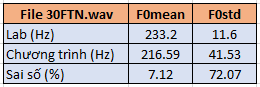 File 30FTN.wav F0mean F0std
Lab (Hz) 233.2 11.6
Chương trình (Hz) 216.59 41.53
Sai số (%) 7.12 72.07